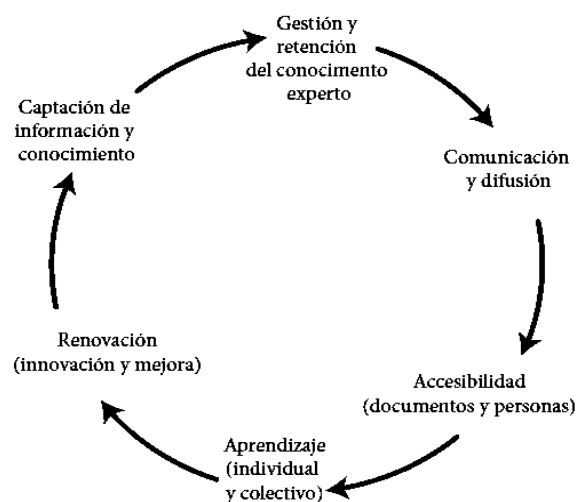 Gestión y
retención
del conocimento
experto
Comunicación
y difusión
Accesibilidad
(documentos y personas)
Aprendizaje
(individual
y colectivo)
Renovación
(innovación y mejora)
Captación de
información y
conocimiento